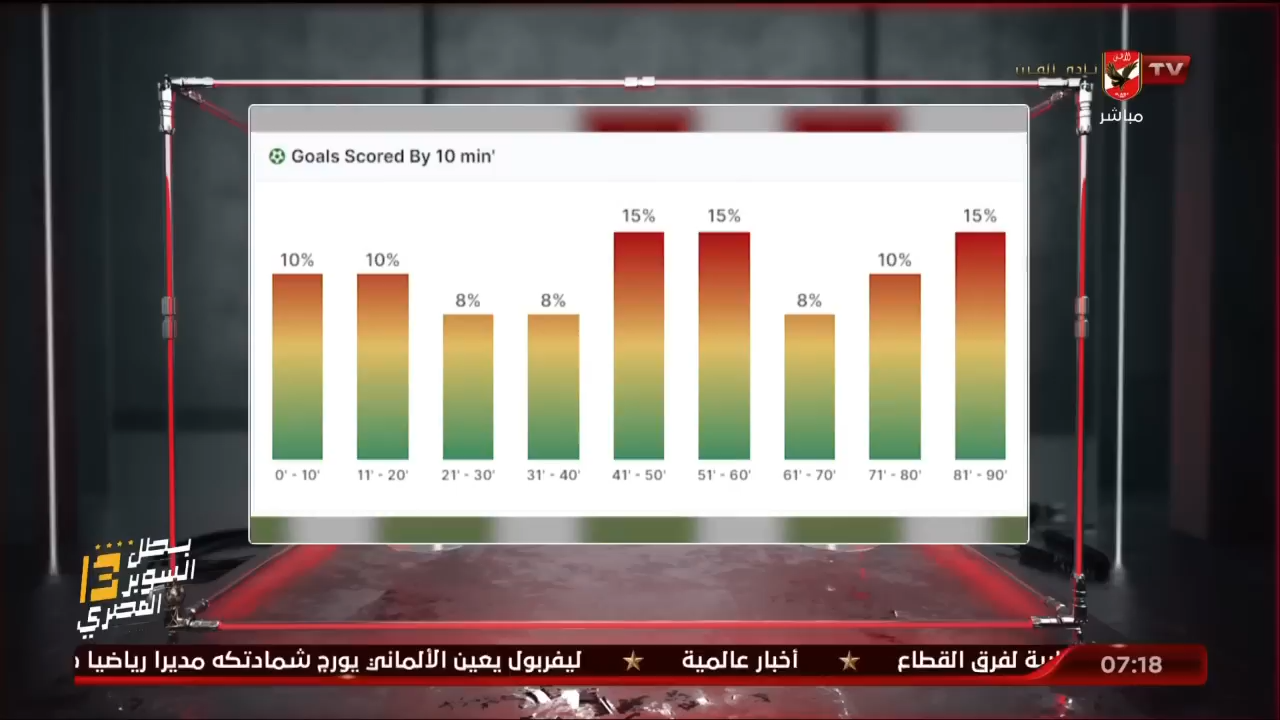 TV
مباشر
Goals Scored By 10 min'
10% 10% 8% 8% 15% 15% 8% 10% 15%
0' - 10' 11' - 20' 21' - 30' 31' - 40' 41' - 50' 51' - 60' 61' - 70' 71' - 80' 81' - 90'
بطل
السوبر 13
المصري
لفرق القطاع ★ أخبار عالمية ★ ليفربول يعين الألماني يورج شمادتكه مديرا رياضيا
07:18